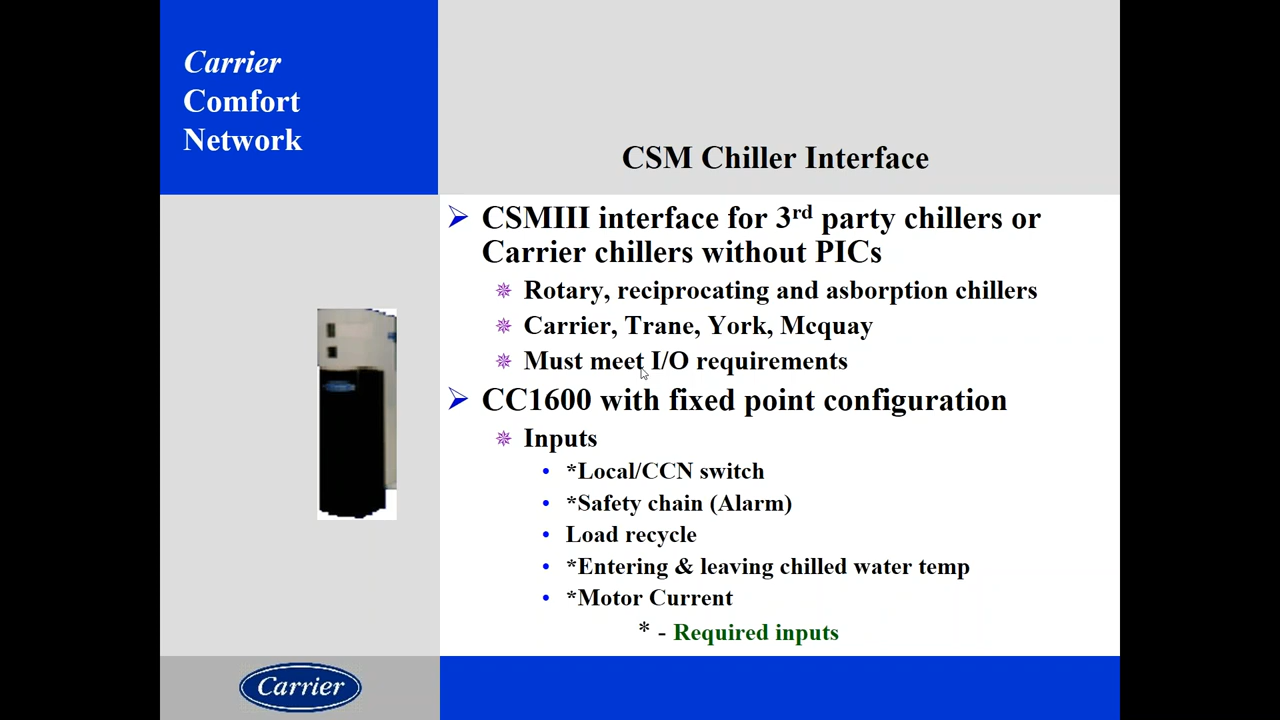 Carrier
Comfort
Network
CSM Chiller Interface
CSMIII interface for 3rd party chillers or
Carrier chillers without PICs
Rotary, reciprocating and asborption chillers
Carrier, Trane, York, Mcquay
Must meet I/O requirements
CC1600 with fixed point configuration
Inputs
*Local/CCN switch
*Safety chain (Alarm)
Load recycle
*Entering & leaving chilled water temp
*Motor Current
* - Required inputs
Carrier